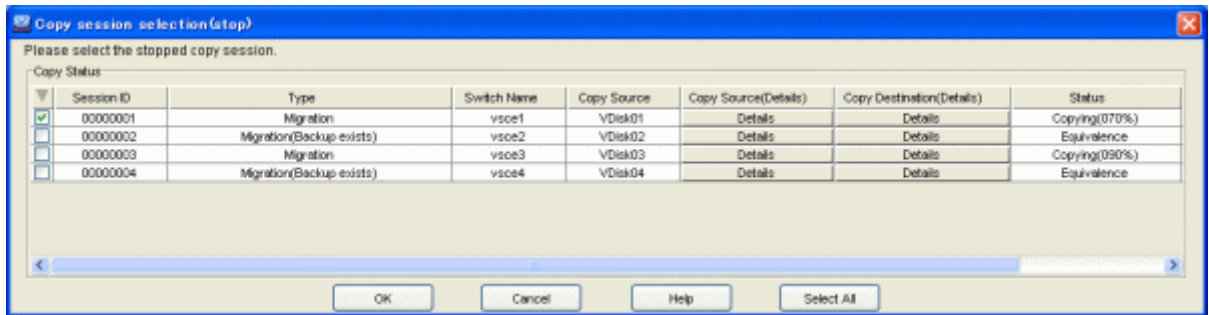 Copy session selection(stop)
Please select the stopped copy session.
Copy Status
Session ID Type Switch Name Copy Source Copy Source(Details) Copy Destination(Details) Status
00000001 Migration vsce1 VDisk01 Details Details Copying(070%)
00000002 Migration(Backup exists) vsce2 VDisk02 Details Details Equivalence
00000003 Migration vsce3 VDisk03 Details Details Copying(090%)
00000004 Migration(Backup exists) vsce4 VDisk04 Details Details Equivalence
OK Cancel Help Select All